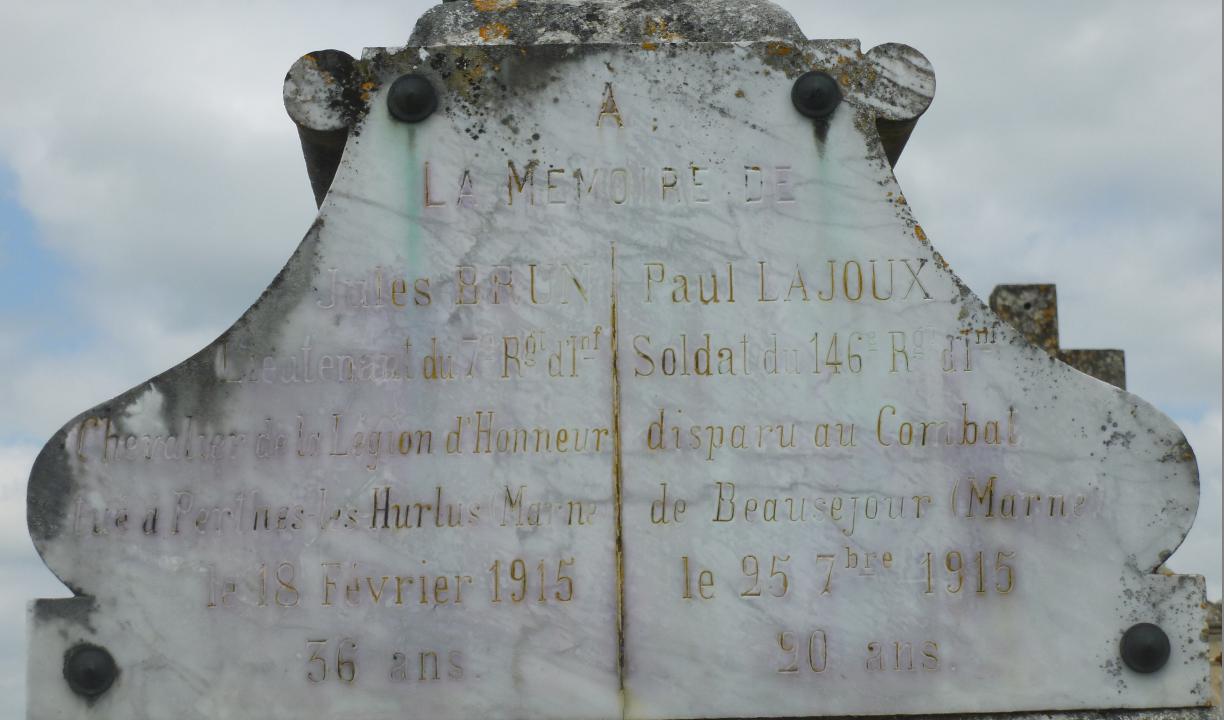 A
LA MEMOIRE DE
Jules BRUN
Lieutenant du 7e Rgt d'Inf
Chevalier de la Légion d'Honneur
tué à Perthes-les-Hurlus (Marne
le 18 Février 1915
36 ans.
Paul LAJOUX
Soldat du 146e Rgt d'Inf
disparu au Combat
de Beauséjour (Marne)
le 25 7bre 1915
20 ans.